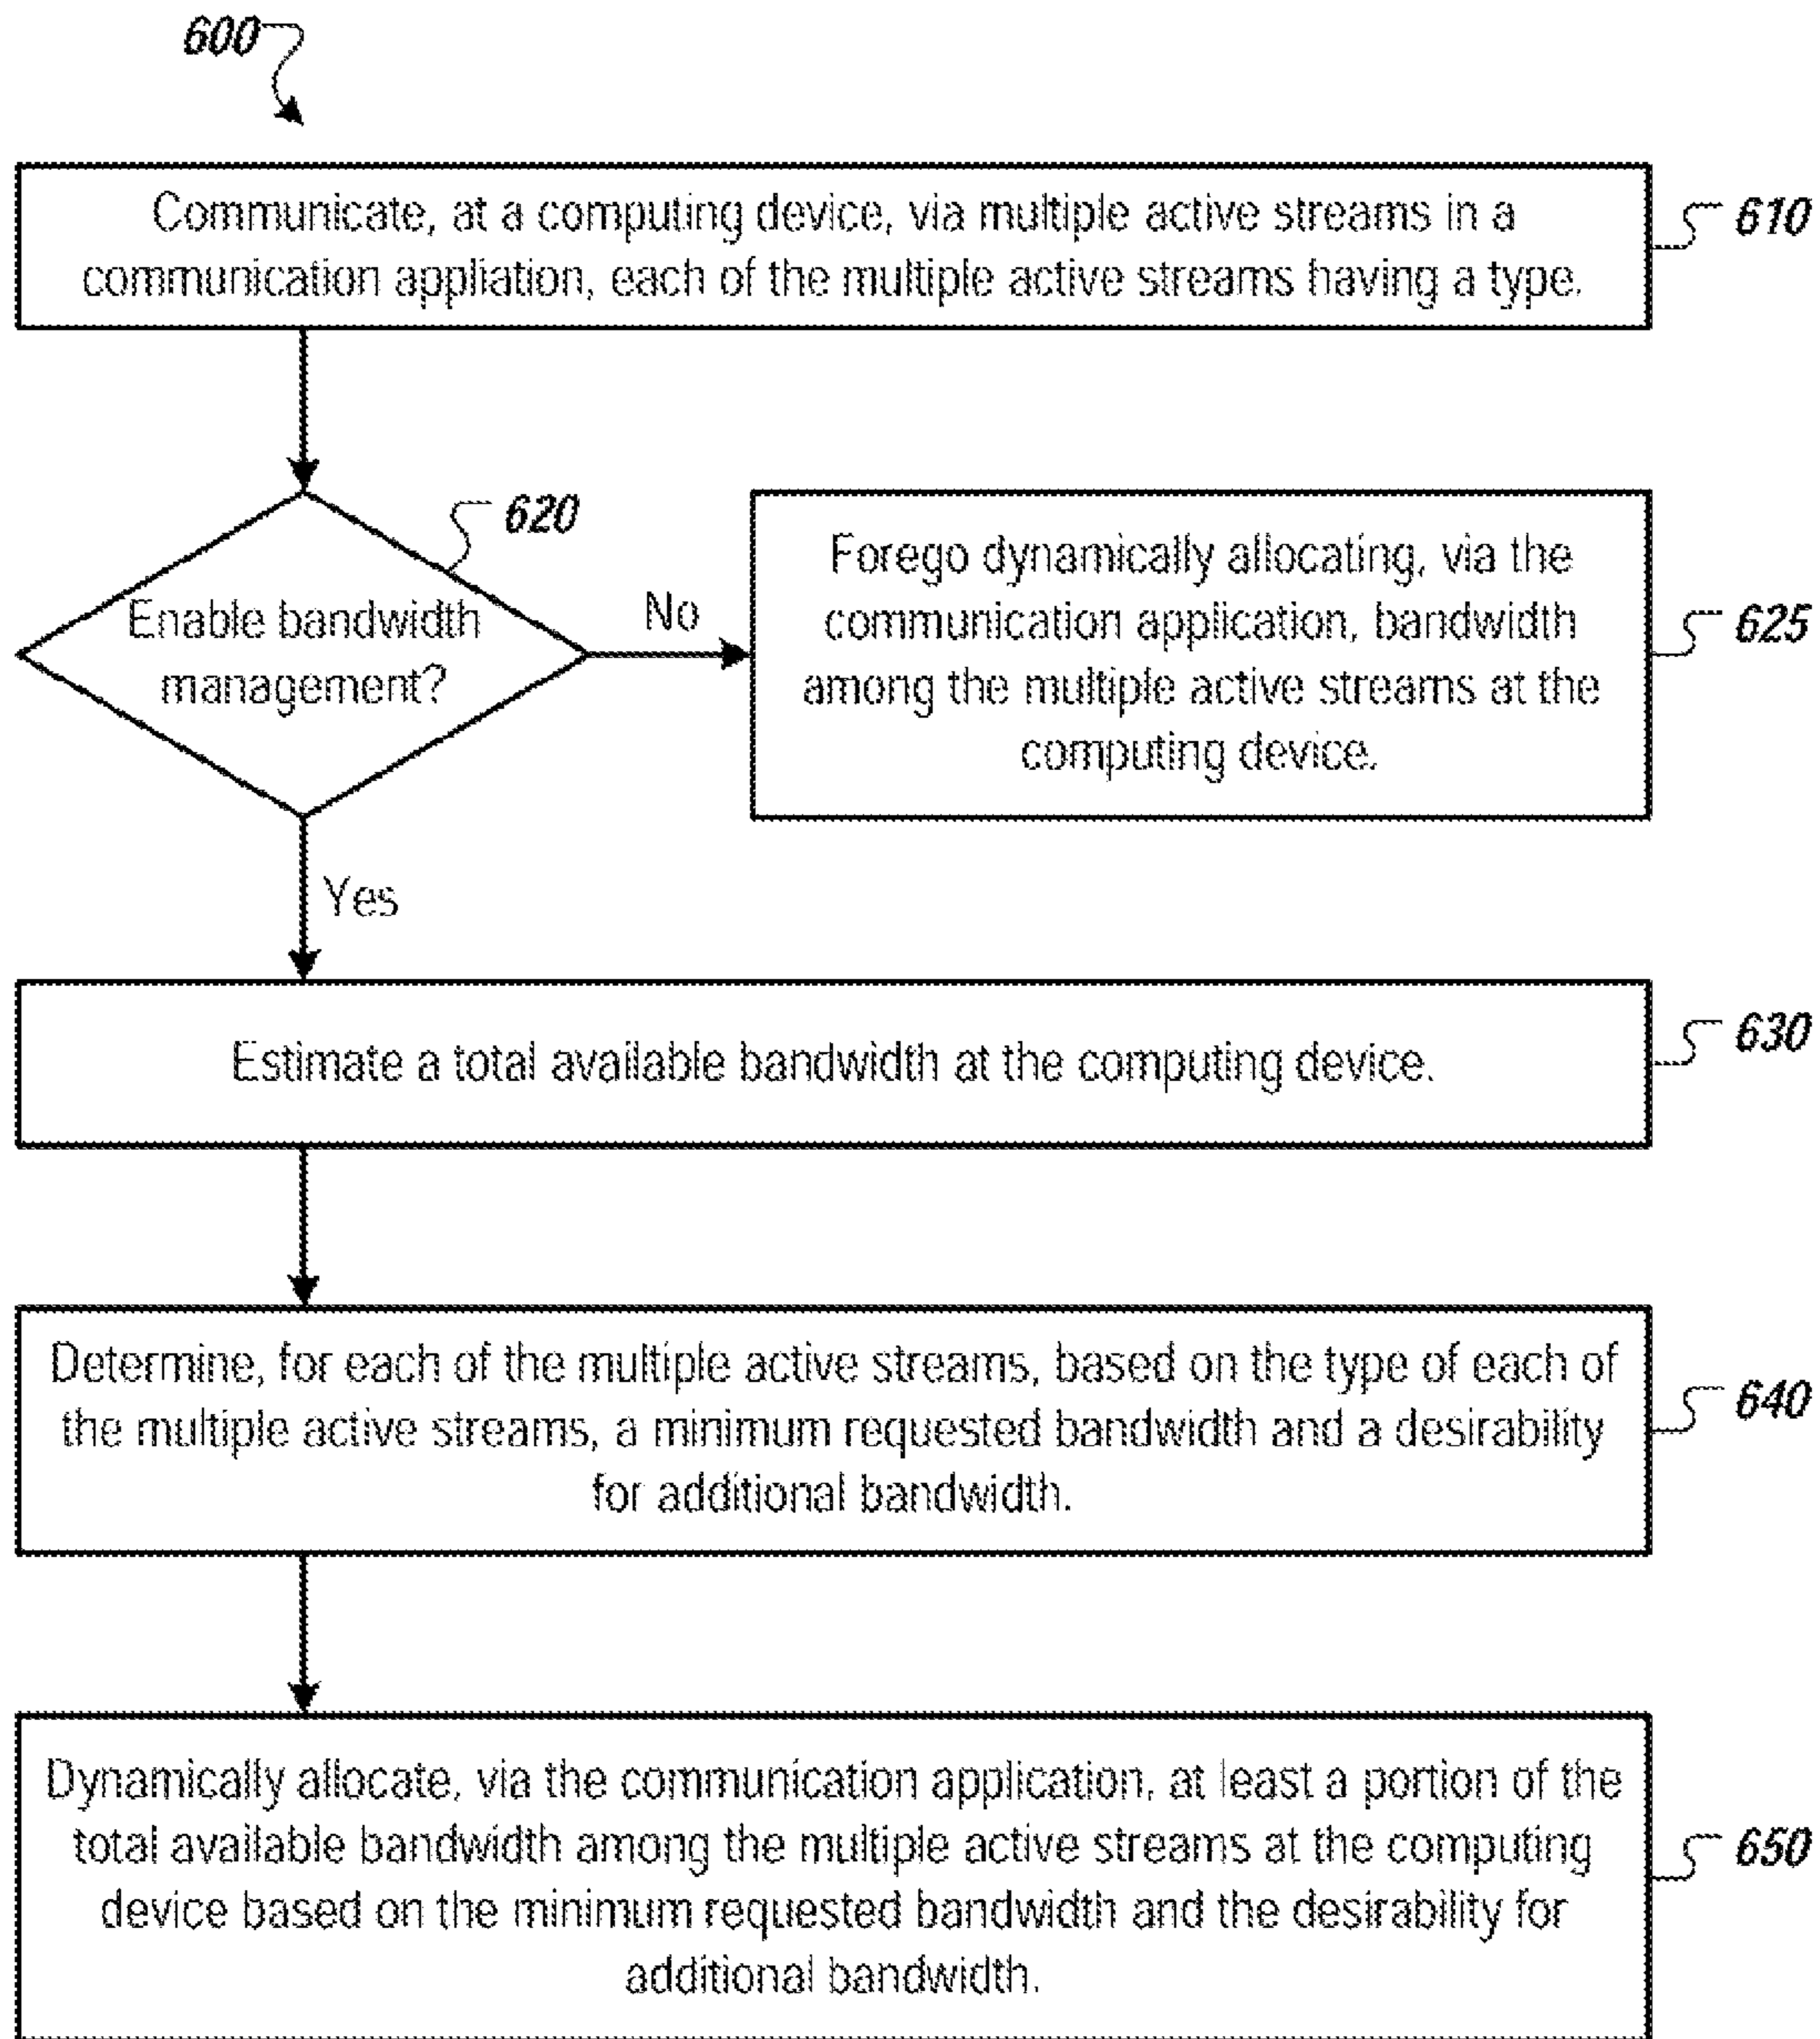 600
Communicate, at a computing device, via multiple active streams in a
communication appliation, each of the multiple active streams having a type.
610
620
Enable bandwidth
management?
No
Forego dynamically allocating, via the
communication application, bandwidth
among the multiple active streams at the
computing device.
625
Yes
Estimate a total available bandwidth at the computing device.
630
Determine, for each of the multiple active streams, based on the type of each of
the multiple active streams, a minimum requested bandwidth and a desirability
for additional bandwidth.
640
Dynamically allocate, via the communication application, at least a portion of the
total available bandwidth among the multiple active streams at the computing
device based on the minimum requested bandwidth and the desirability for
additional bandwidth.
650